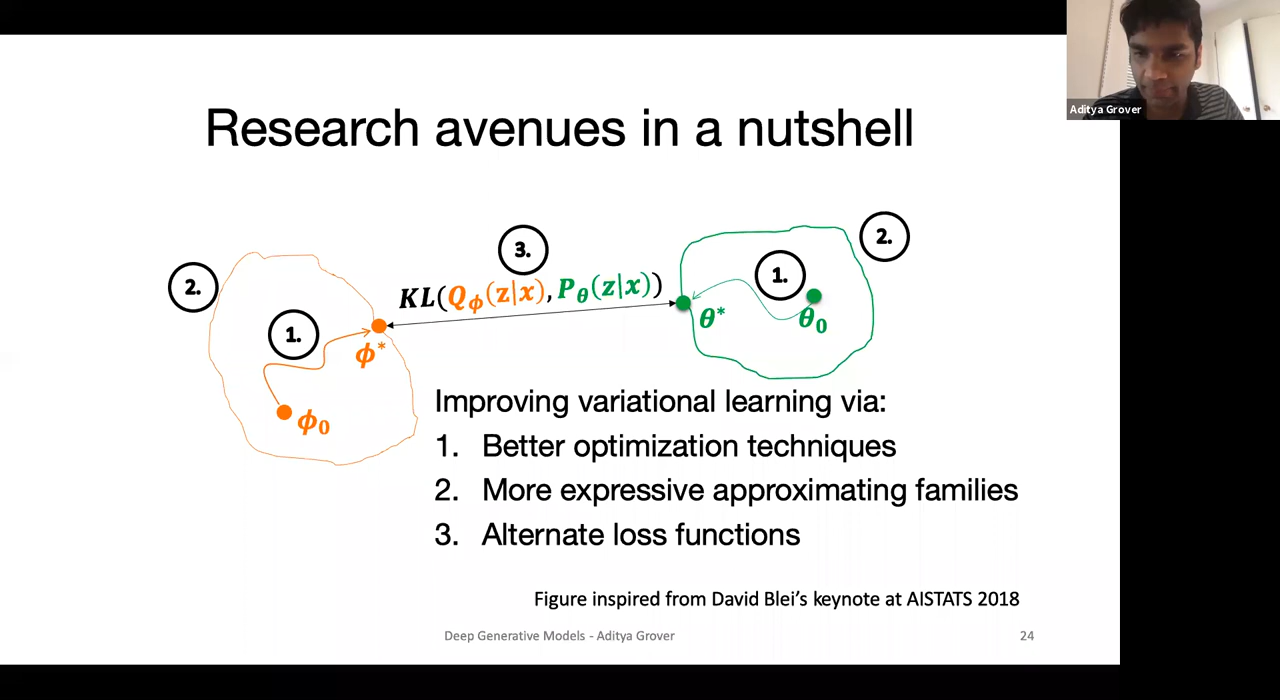 Aditya Grover
Research avenues in a nutshell
3.
2.
2.
1.
KL(Q_ϕ(z|x), P_θ(z|x))
1.
θ*
θ₀
ϕ*
ϕ₀
Improving variational learning via:
1. Better optimization techniques
2. More expressive approximating families
3. Alternate loss functions
Figure inspired from David Blei’s keynote at AISTATS 2018
Deep Generative Models - Aditya Grover
24